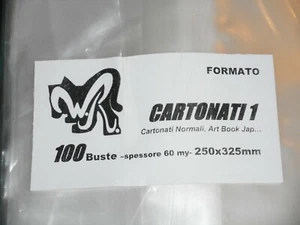 FORMATO
WR.
CARTONATI 1
Cartonati Normali, Art Book Jap...
100 Buste -spessore 60 my- 250x325mm